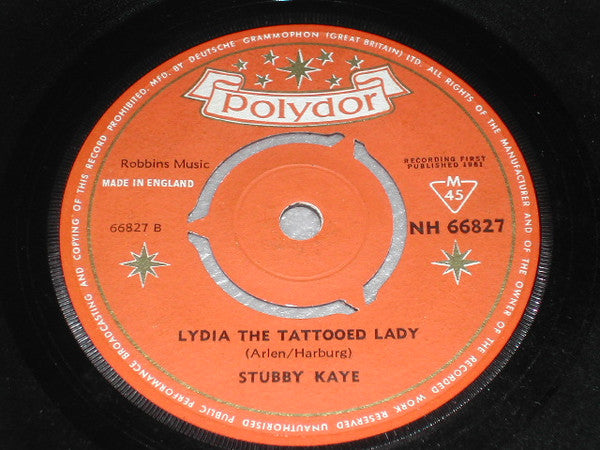 MFD. BY DEUTSCHE GRAMMOPHON (GREAT BRITAIN) LTD. ALL RIGHTS OF THE MANUFACTURER AND OF THE OWNER OF THE RECORDED WORK RESERVED UNAUTHORISED PUBLIC PERFORMANCE BROADCASTING AND COPYING OF THIS RECORD PROHIBITED.
polydor
Robbins Music
MADE IN ENGLAND
RECORDING FIRST
PUBLISHED 1961
M
45
66827 B
NH 66827
LYDIA THE TATTOOED LADY
(Arlen/Harburg)
STUBBY KAYE